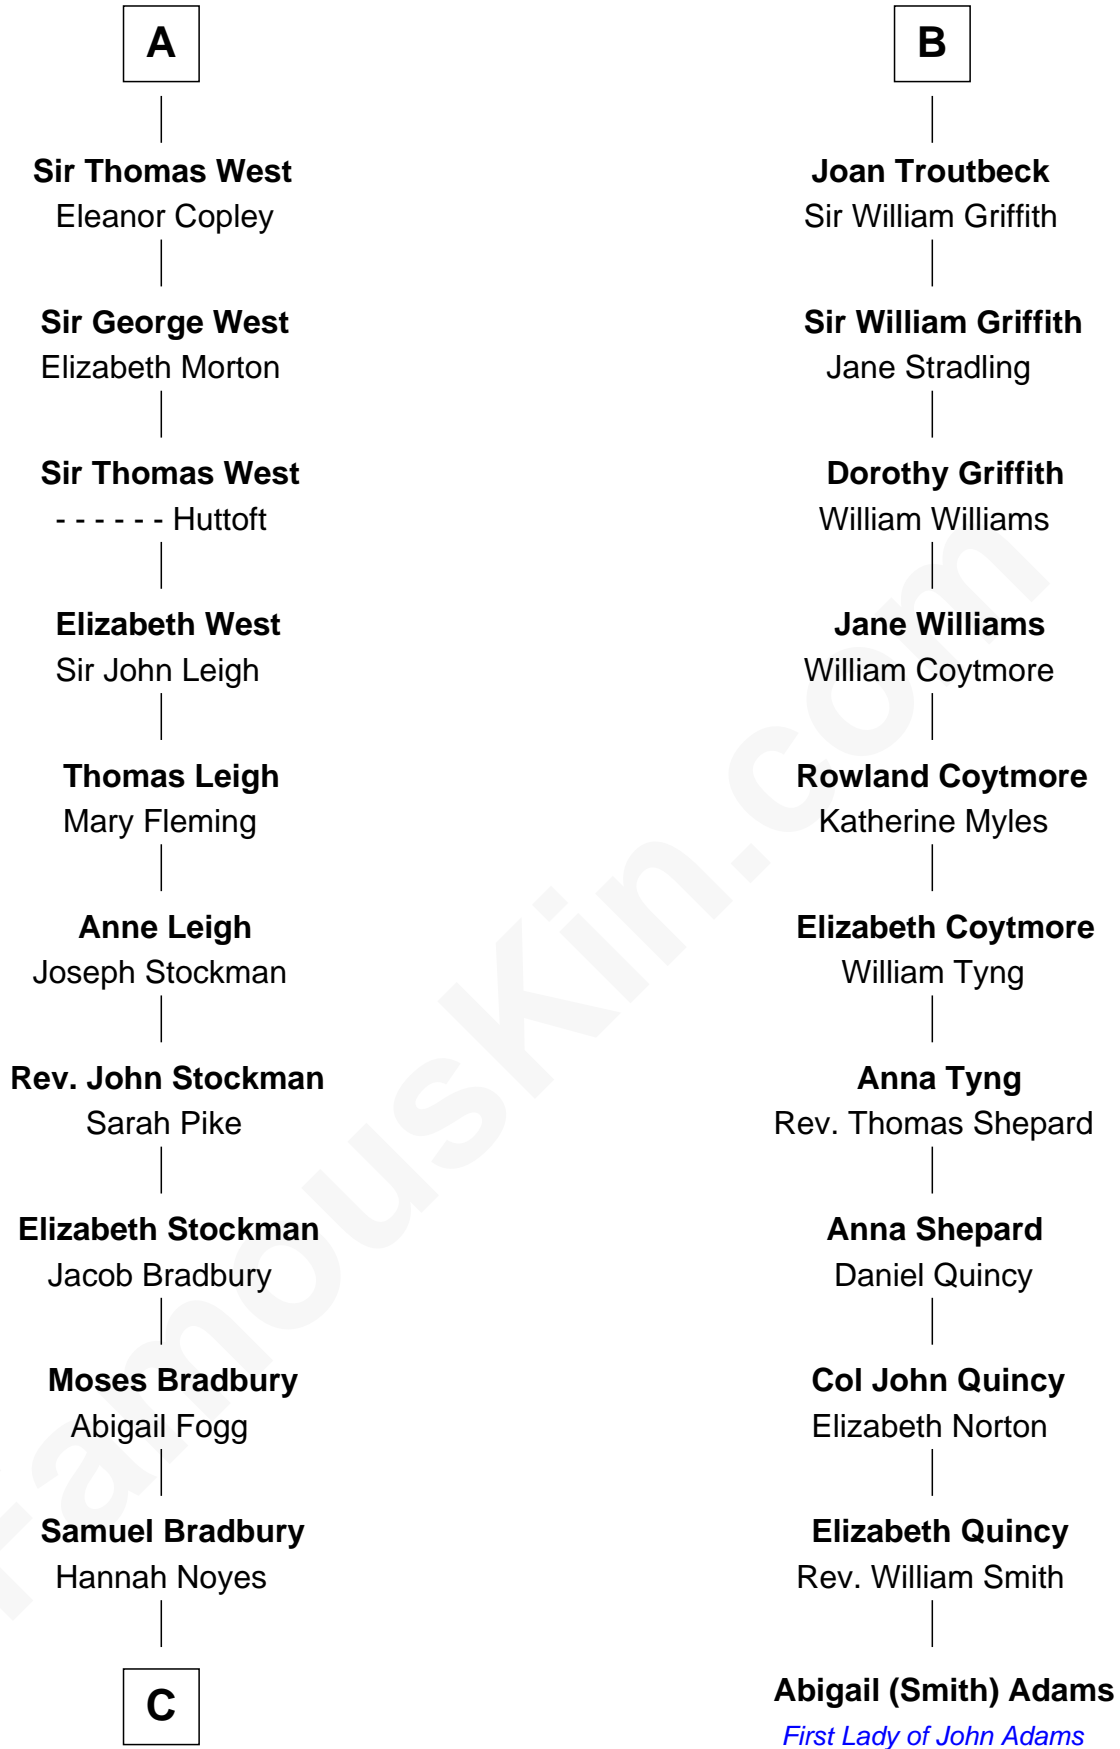 A
Sir Thomas West
Eleanor Copley
Sir George West
Elizabeth Morton
Sir Thomas West
- - - - - - Huttoft
Elizabeth West
Sir John Leigh
Thomas Leigh
Mary Fleming
Anne Leigh
Joseph Stockman
Rev. John Stockman
Sarah Pike
Elizabeth Stockman
Jacob Bradbury
Moses Bradbury
Abigail Fogg
Samuel Bradbury
Hannah Noyes
C
B
Joan Troutbeck
Sir William Griffith
Sir William Griffith
Jane Stradling
Dorothy Griffith
William Williams
Jane Williams
William Coytmore
Rowland Coytmore
Katherine Myles
Elizabeth Coytmore
William Tyng
Anna Tyng
Rev. Thomas Shepard
Anna Shepard
Daniel Quincy
Col John Quincy
Elizabeth Norton
Elizabeth Quincy
Rev. William Smith
Abigail (Smith) Adams
First Lady of John Adams
FamousKin.com